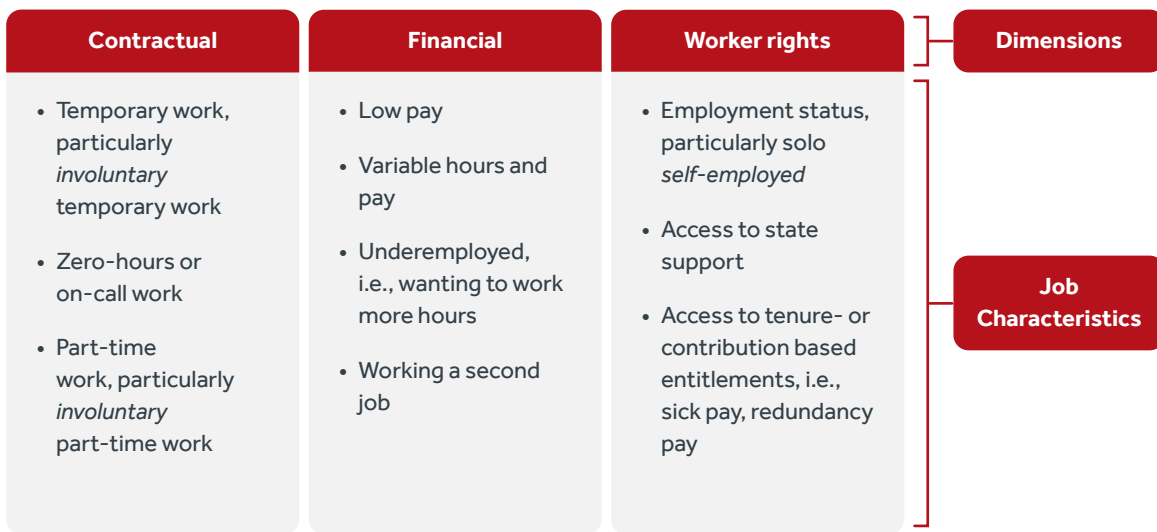 Contractual
• Temporary work,
particularly
involuntary
temporary work
• Zero-hours or
on-call work
• Part-time
work, particularly
involuntary
part-time work
Financial
• Low pay
• Variable hours and
pay
• Underemployed,
i.e., wanting to work
more hours
• Working a second
job
Worker rights
• Employment status,
particularly solo
self-employed
• Access to state
support
• Access to tenure- or
contribution based
entitlements, i.e.,
sick pay, redundancy
pay
Dimensions
Job
Characteristics